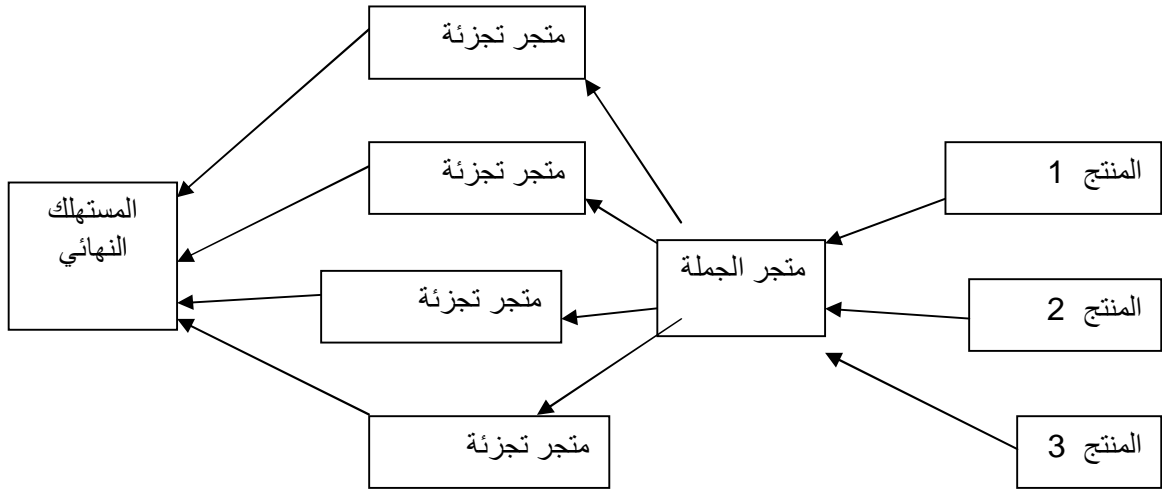 متجر تجزئة
متجر تجزئة
المنتج 1
المستهلك
النهائي
متجر الجملة
متجر تجزئة
المنتج 2
متجر تجزئة
المنتج 3